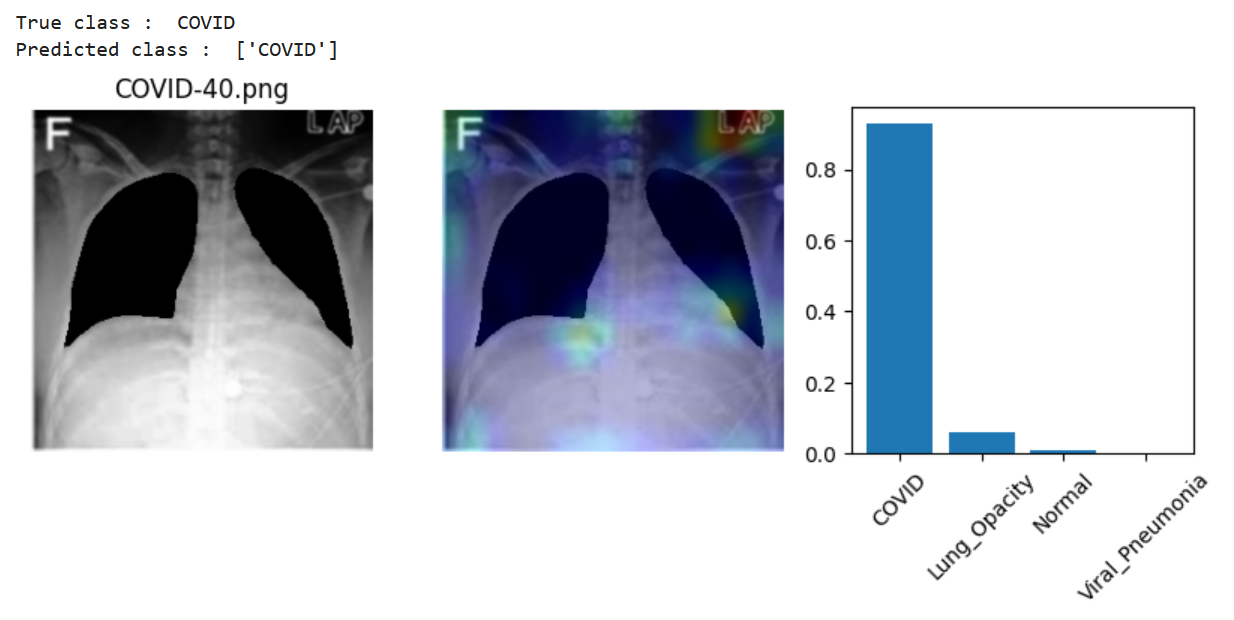 True class :  COVID
Predicted class :  ['COVID']
COVID-40.png
F
L AP
F
L AP
0.8
0.6
0.4
0.2
0.0
COVID
Lung_Opacity
Normal
Viral_Pneumonia